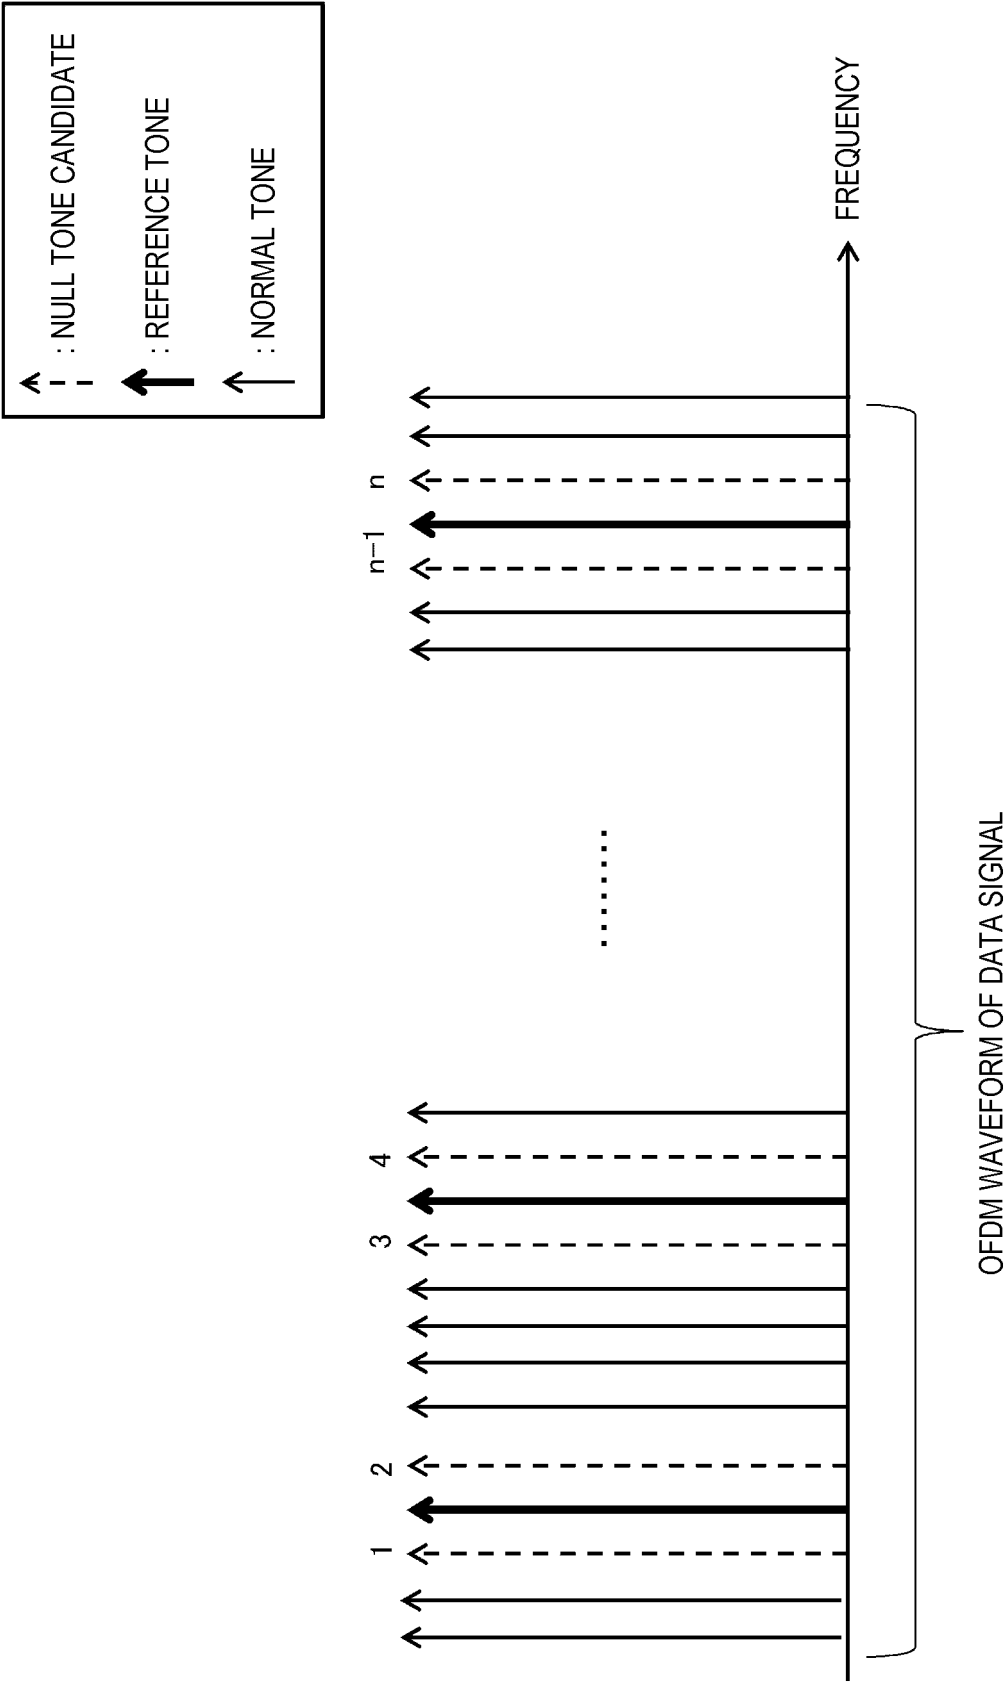 : NULL TONE CANDIDATE
: REFERENCE TONE
: NORMAL TONE
1 2 3 4 n-1 n
FREQUENCY
OFDM WAVEFORM OF DATA SIGNAL